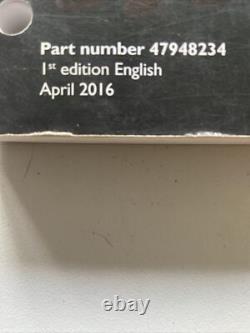 Part number 47948234
1st edition English
April 2016
ebay